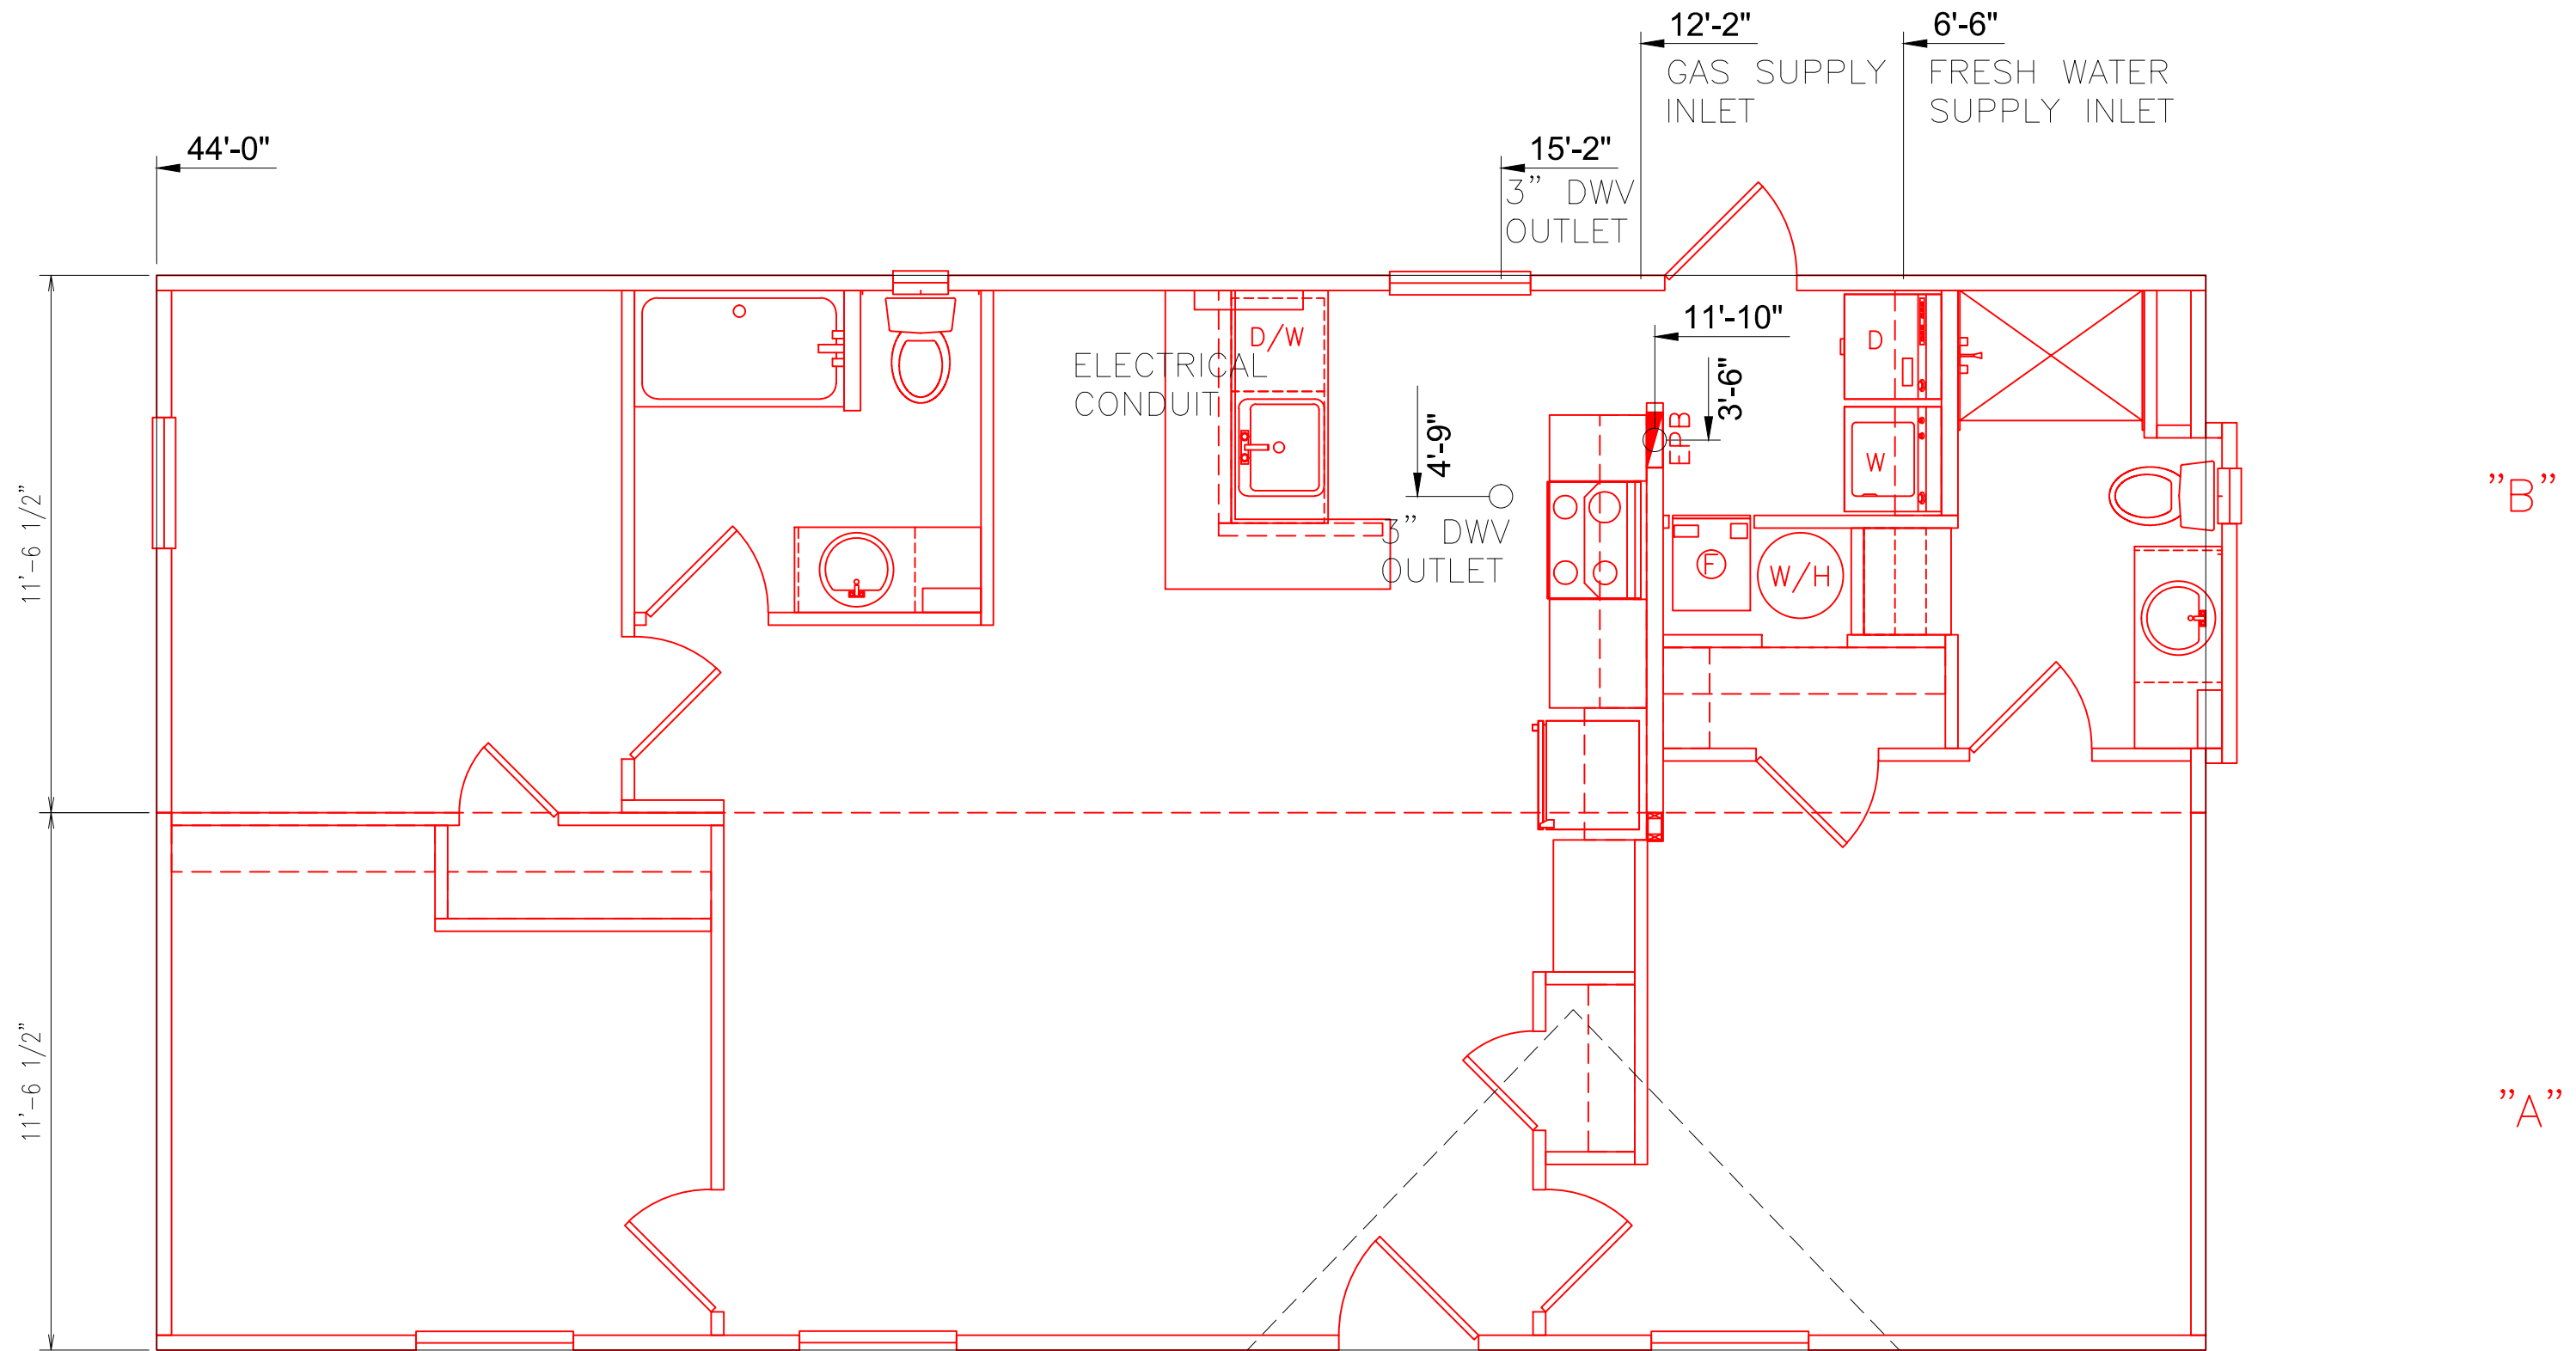 12'-2"
6'-6"
GAS SUPPLY
INLET
FRESH WATER
SUPPLY INLET
44'-0"
15'-2"
3" DWV
OUTLET
11'-10"
D/W
D
ELECTRICAL
CONDUIT
3'-6"
4'-9"
EPB
W
"B"
11'-6 1/2"
3" DWV
OUTLET
F
W/H
11'-6 1/2"
"A"